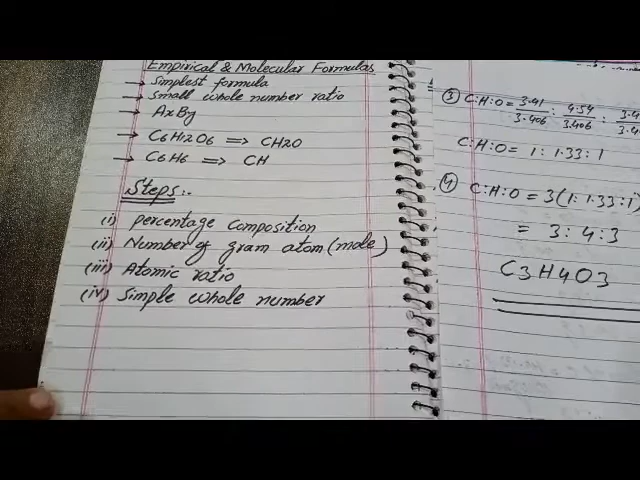 Empirical & Molecular Formulas
→ Simplest formula
→ Small whole number ratio
→ AxBy
→ C6H12O6 => CH2O
→ C6H6 => CH
Steps:-
(i) percentage composition
(ii) Number of gram atom (mole)
(iii) Atomic ratio
(iv) Simple whole number
③ C:H:O = 3.41/3.406 : 4.54/3.406 : 3.4
C:H:O = 1 : 1.33 : 1
④ C:H:O = 3(1: 1.33:1)
= 3:4:3
C3H4O3